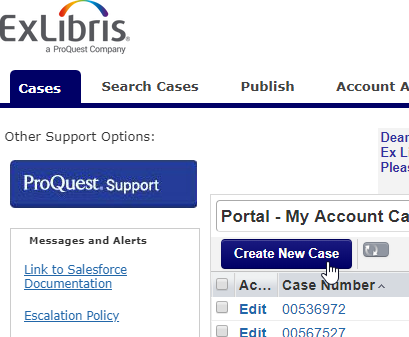 ExLibris
a ProQuest Company
Cases Search Cases Publish Account A
Other Support Options:
Dear
Ex Li
Pleas
ProQuest. Support
Messages and Alerts
Link to Salesforce
Documentation
Escalation Policy
Portal - My Account Ca
Create New Case
Ac... Case Number
Edit 00536972
Edit 00567527